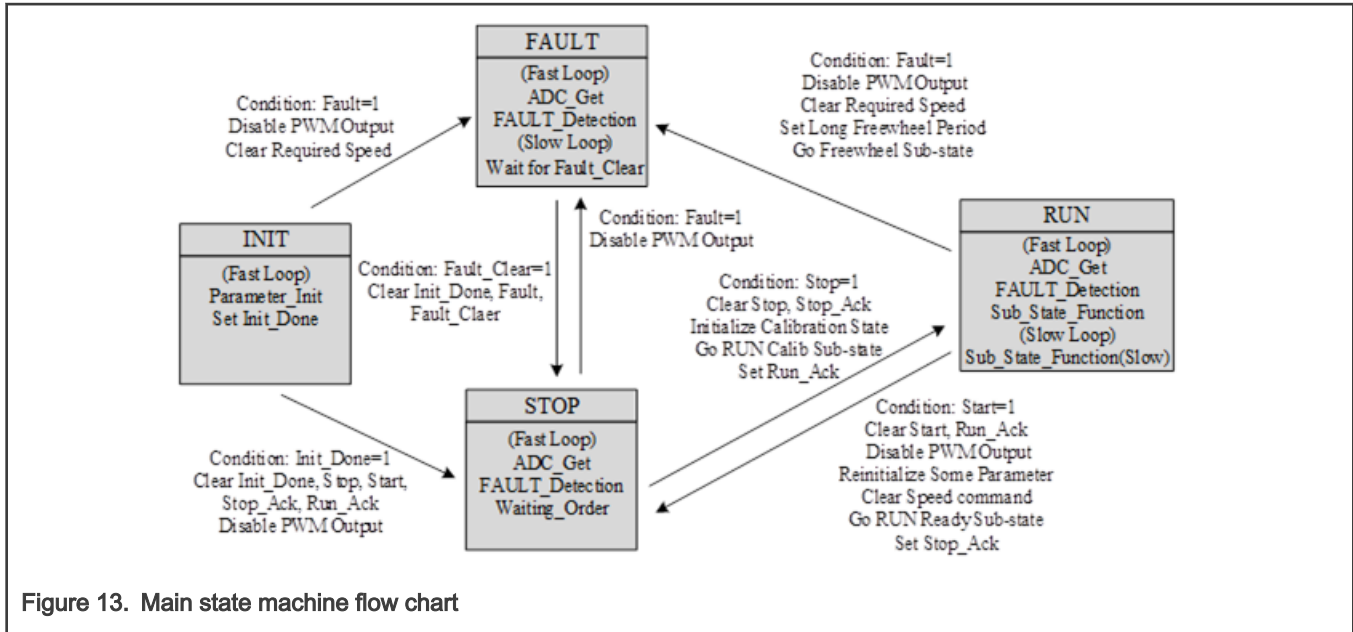 FAULT
(Fast Loop)
ADC_Get
FAULT_Detection
(Slow Loop)
Wait for Fault_Clear
Condition: Fault=1
Disable PWM Output
Clear Required Speed
Condition: Fault=1
Disable PWM Output
Clear Required Speed
Set Long Freewheel Period
Go Freewheel Sub-state
INIT
(Fast Loop)
Parameter_Init
Set Init_Done
Condition: Fault_Clear=1
Clear Init_Done, Fault,
Fault_Claer
Condition: Fault=1
Disable PWM Output
RUN
(Fast Loop)
ADC_Get
FAULT_Detection
Sub_State_Function
(Slow Loop)
Sub_State_Function(Slow)
Condition: Stop=1
Clear Stop, Stop_Ack
Initialize Calibration State
Go RUN Calib Sub-state
Set Run_Ack
STOP
(Fast Loop)
ADC_Get
FAULT_Detection
Waiting_Order
Condition: Init_Done=1
Clear Init_Done, Stop, Start,
Stop_Ack, Run_Ack
Disable PWM Output
Condition: Start=1
Clear Start, Run_Ack
Disable PWM Output
Reinitialize Some Parameter
Clear Speed command
Go RUN Ready Sub-state
Set Stop_Ack
Figure 13. Main state machine flow chart